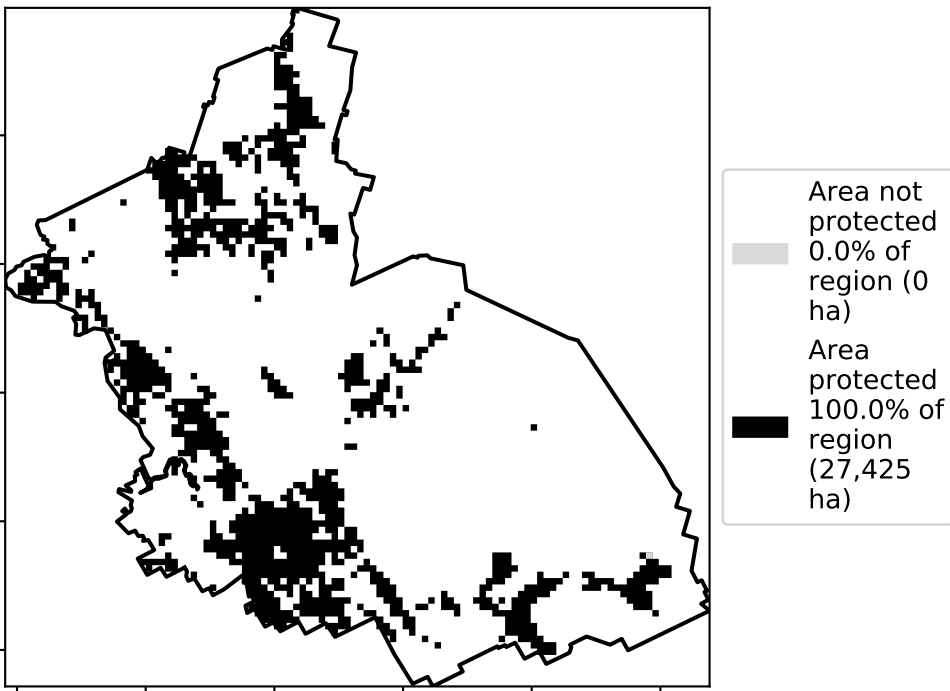 Area not
protected
0.0% of
region (0
ha)
Area
protected
100.0% of
region
(27,425
ha)